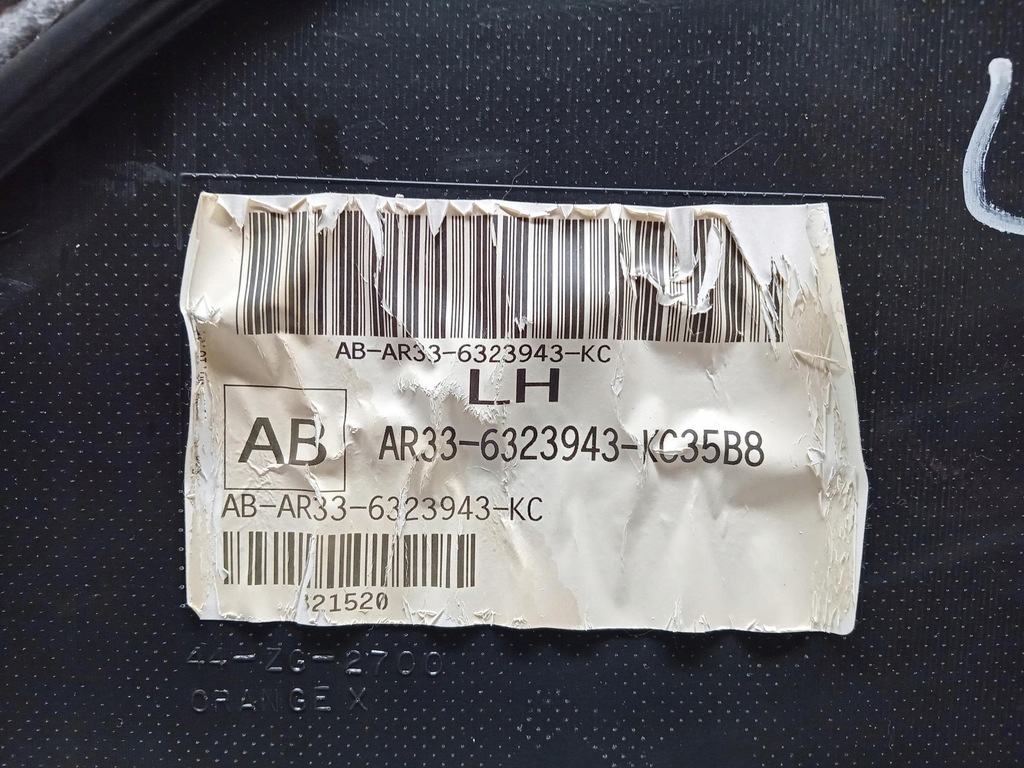 AB-AR33-6323943-KC
LH
AB
AR33-6323943-KC35B8
AB-AR33-6323943-KC
21520
44-ZG-2700
ORANGE X